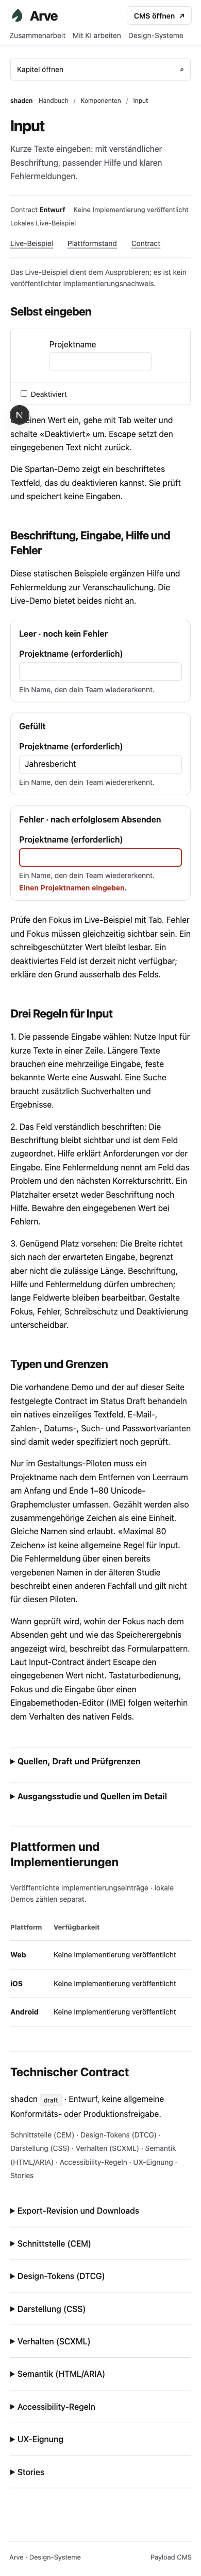 Arve
CMS öffnen ↗
Zusammenarbeit Mit KI arbeiten Design-Systeme
Kapitel öffnen
shadcn Handbuch / Komponenten / Input
Input
Kurze Texte eingeben: mit verständlicher
Beschriftung, passender Hilfe und klaren
Fehlermeldungen.
Contract Entwurf Keine Implementierung veröffentlicht
Lokales Live-Beispiel
Live-Beispiel Plattformstand Contract
Das Live-Beispiel dient dem Ausprobieren; es ist kein
veröffentlichter Implementierungsnachweis.
Selbst eingeben
Projektname
Deaktiviert
N
einen Wert ein, gehe mit Tab weiter und
schalte «Deaktiviert» um. Escape setzt den
eingegebenen Text nicht zurück.
Die Spartan-Demo zeigt ein beschriftetes
Textfeld, das du deaktivieren kannst. Sie prüft
und speichert keine Eingaben.
Beschriftung, Eingabe, Hilfe und
Fehler
Diese statischen Beispiele ergänzen Hilfe und
Fehlermeldung zur Veranschaulichung. Die
Live-Demo bietet beides nicht an.
Leer · noch kein Fehler
Projektname (erforderlich)
Ein Name, den dein Team wiedererkennt.
Gefüllt
Projektname (erforderlich)
Jahresbericht
Ein Name, den dein Team wiedererkennt.
Fehler · nach erfolglosem Absenden
Projektname (erforderlich)
Ein Name, den dein Team wiedererkennt.
Einen Projektnamen eingeben.
Prüfe den Fokus im Live-Beispiel mit Tab. Fehler
und Fokus müssen gleichzeitig sichtbar sein. Ein
schreibgeschützter Wert bleibt lesbar. Ein
deaktiviertes Feld ist derzeit nicht verfügbar;
erkläre den Grund ausserhalb des Felds.
Drei Regeln für Input
1. Die passende Eingabe wählen: Nutze Input für
kurze Texte in einer Zeile. Längere Texte
brauchen eine mehrzeilige Eingabe, feste
bekannte Werte eine Auswahl. Eine Suche
braucht zusätzlich Suchverhalten und
Ergebnisse.
2. Das Feld verständlich beschriften: Die
Beschriftung bleibt sichtbar und ist dem Feld
zugeordnet. Hilfe erklärt Anforderungen vor der
Eingabe. Eine Fehlermeldung nennt am Feld das
Problem und den nächsten Korrekturschritt. Ein
Platzhalter ersetzt weder Beschriftung noch
Hilfe. Bewahre den eingegebenen Wert bei
Fehlern.
3. Genügend Platz vorsehen: Die Breite richtet
sich nach der erwarteten Eingabe, begrenzt
aber nicht die zulässige Länge. Beschriftung,
Hilfe und Fehlermeldung dürfen umbrechen;
lange Feldwerte bleiben bearbeitbar. Gestalte
Fokus, Fehler, Schreibschutz und Deaktivierung
unterscheidbar.
Typen und Grenzen
Die vorhandene Demo und der auf dieser Seite
festgelegte Contract im Status Draft behandeln
ein natives einzeiliges Textfeld. E-Mail-,
Zahlen-, Datums-, Such- und Passwortvarianten
sind damit weder spezifiziert noch geprüft.
Nur im Gestaltungs-Piloten muss ein
Projektname nach dem Entfernen von Leerraum
am Anfang und Ende 1–80 Unicode-
Graphemcluster umfassen. Gezählt werden also
zusammengehörige Zeichen als eine Einheit.
Gleiche Namen sind erlaubt. «Maximal 80
Zeichen» ist keine allgemeine Regel für Input.
Die Fehlermeldung über einen bereits
vergebenen Namen in der älteren Studie
beschreibt einen anderen Fachfall und gilt nicht
für diesen Piloten.
Wann geprüft wird, wohin der Fokus nach dem
Absenden geht und wie das Speicherergebnis
angezeigt wird, beschreibt das Formularpattern.
Laut Input-Contract ändert Escape den
eingegebenen Wert nicht. Tastaturbedienung,
Fokus und die Eingabe über einen
Eingabemethoden-Editor (IME) folgen weiterhin
dem Verhalten des nativen Felds.
▶ Quellen, Draft und Prüfgrenzen
▶ Ausgangsstudie und Quellen im Detail
Plattformen und
Implementierungen
Veröffentlichte Implementierungseinträge · lokale
Demos zählen separat.
Plattform Verfügbarkeit
Web Keine Implementierung veröffentlicht
iOS Keine Implementierung veröffentlicht
Android Keine Implementierung veröffentlicht
Technischer Contract
shadcn draft · Entwurf, keine allgemeine
Konformitäts- oder Produktionsfreigabe.
Schnittstelle (CEM) · Design-Tokens (DTCG) ·
Darstellung (CSS) · Verhalten (SCXML) · Semantik
(HTML/ARIA) · Accessibility-Regeln · UX-Eignung ·
Stories
▶ Export-Revision und Downloads
▶ Schnittstelle (CEM)
▶ Design-Tokens (DTCG)
▶ Darstellung (CSS)
▶ Verhalten (SCXML)
▶ Semantik (HTML/ARIA)
▶ Accessibility-Regeln
▶ UX-Eignung
▶ Stories
Arve · Design-Systeme Payload CMS